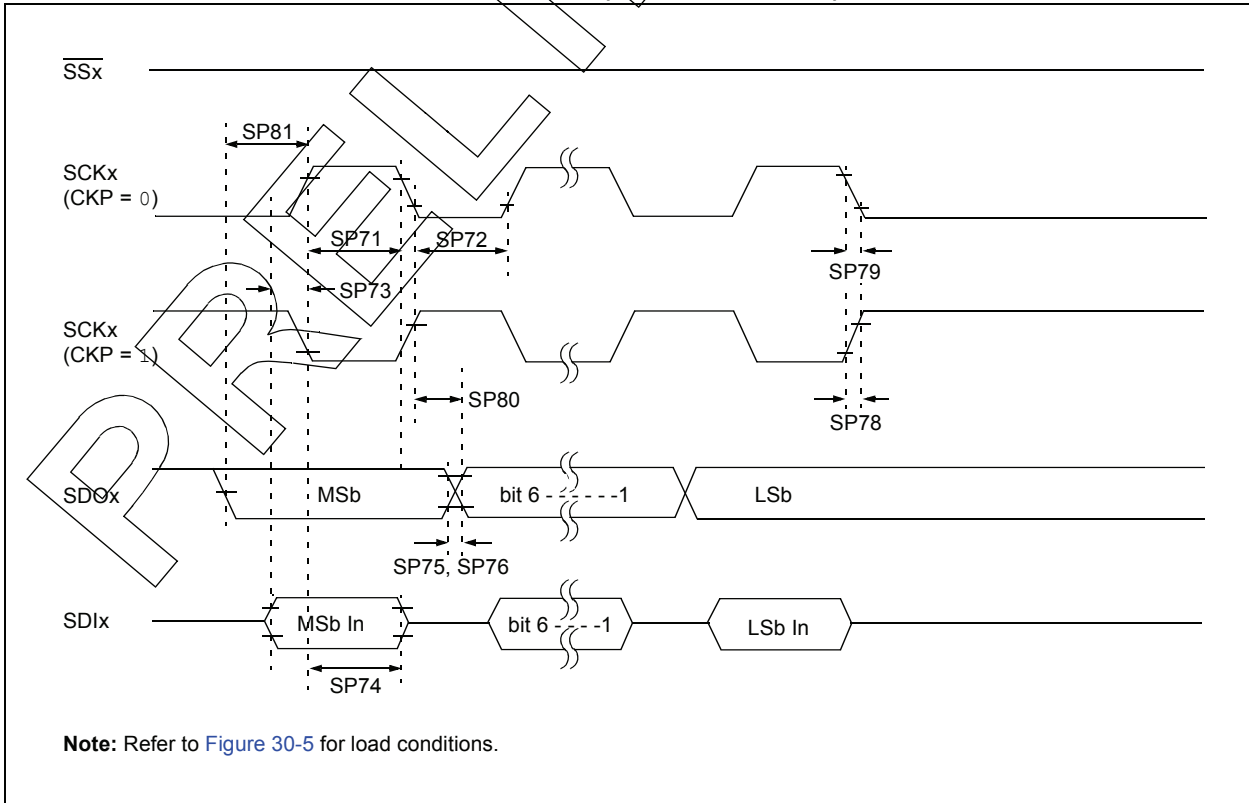 SSx
SP81
SCKx
(CKP = 0)
SP71
SP72
SP79
SP73
SCKx
(CKP = 1)
SP80
SP78
SDOx
MSb
bit 6 - - - - - -1
LSb
SP75, SP76
SDIx
MSb In
bit 6 - - - -1
LSb In
SP74
Note: Refer to Figure 30-5 for load conditions.
PREL